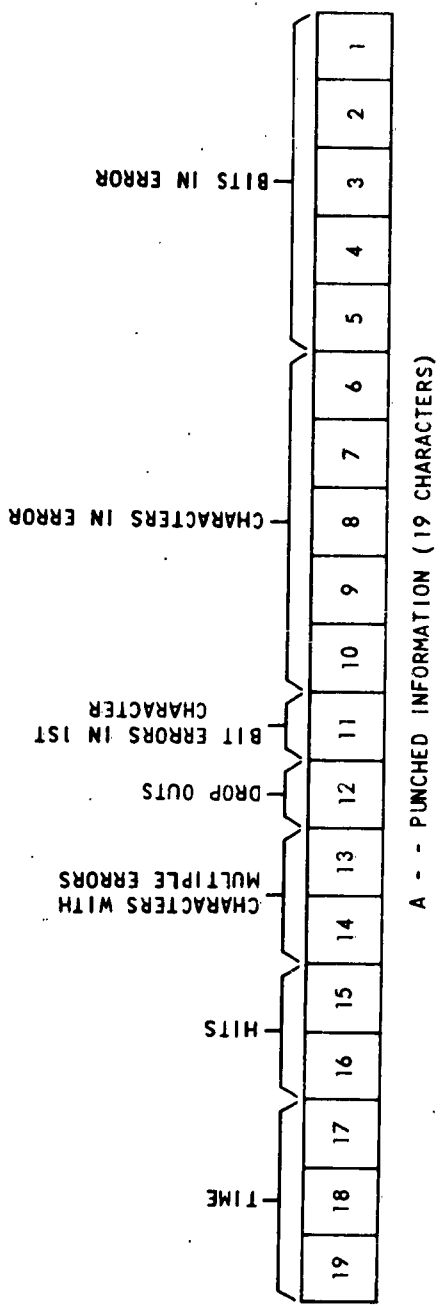 TIME
HITS
CHARACTERS WITH
MULTIPLE ERRORS
DROP OUTS
BIT ERRORS IN 1ST
CHARACTER
CHARACTERS IN ERROR
BITS IN ERROR
19 18 17 16 15 14 13 12 11 10 9 8 7 6 5 4 3 2 1
A - - PUNCHED INFORMATION (19 CHARACTERS)